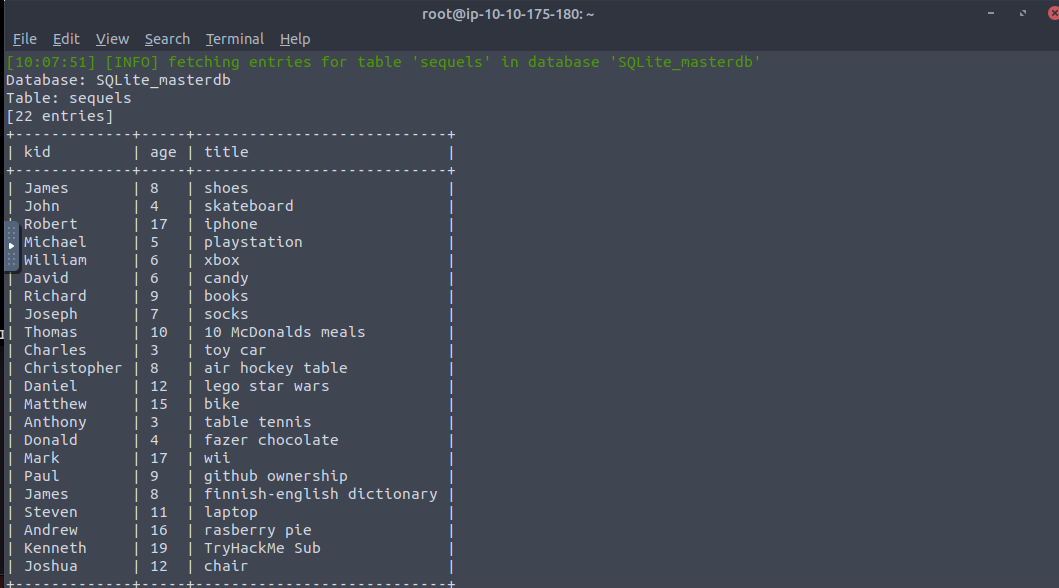 root@ip-10-10-175-180: ~
File Edit View Search Terminal Help
[10:07:51] [INFO] fetching entries for table 'sequels' in database 'SQLite_masterdb'
Database: SQLite_masterdb
Table: sequels
[22 entries]
+-------------+-----+----------------------------+
| kid         | age | title                      |
+-------------+-----+----------------------------+
| James       | 8   | shoes                      |
| John        | 4   | skateboard                 |
| Robert      | 17  | iphone                     |
| Michael     | 5   | playstation                |
| William     | 6   | xbox                       |
| David       | 6   | candy                      |
| Richard     | 9   | books                      |
| Joseph      | 7   | socks                      |
| Thomas      | 10  | 10 McDonalds meals         |
| Charles     | 3   | toy car                    |
| Christopher | 8   | air hockey table           |
| Daniel      | 12  | lego star wars             |
| Matthew     | 15  | bike                       |
| Anthony     | 3   | table tennis               |
| Donald      | 4   | fazer chocolate            |
| Mark        | 17  | wii                        |
| Paul        | 9   | github ownership           |
| James       | 8   | finnish-english dictionary |
| Steven      | 11  | laptop                     |
| Andrew      | 16  | rasberry pie               |
| Kenneth     | 19  | TryHackMe Sub              |
| Joshua      | 12  | chair                      |
+-------------+-----+----------------------------+